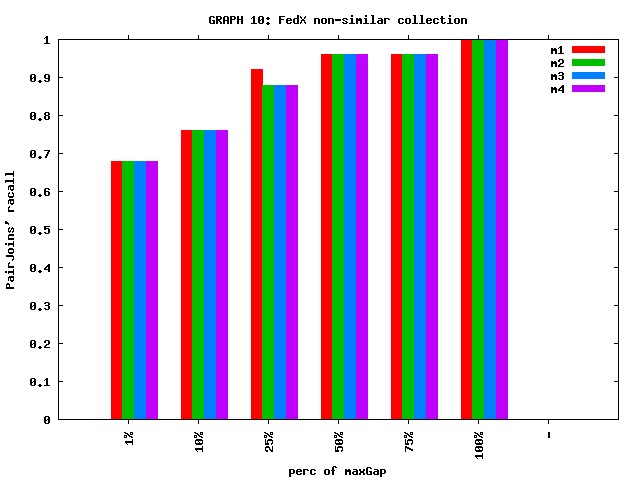 GRAPH 10: FedX non-similar collection
m1
m2
m3
m4
1
0.9
0.8
0.7
0.6
0.5
0.4
0.3
0.2
0.1
0
PairJoins' racall
1%
10%
25%
50%
75%
100%
-
perc of maxGap